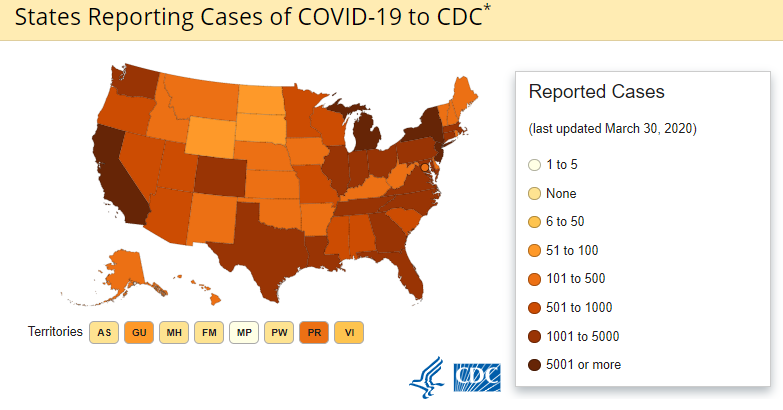 States Reporting Cases of COVID-19 to CDC*
Reported Cases
(last updated March 30, 2020)
1 to 5
None
6 to 50
51 to 100
101 to 500
501 to 1000
1001 to 5000
5001 or more
Territories AS GU MH FM MP PW PR VI
CDC